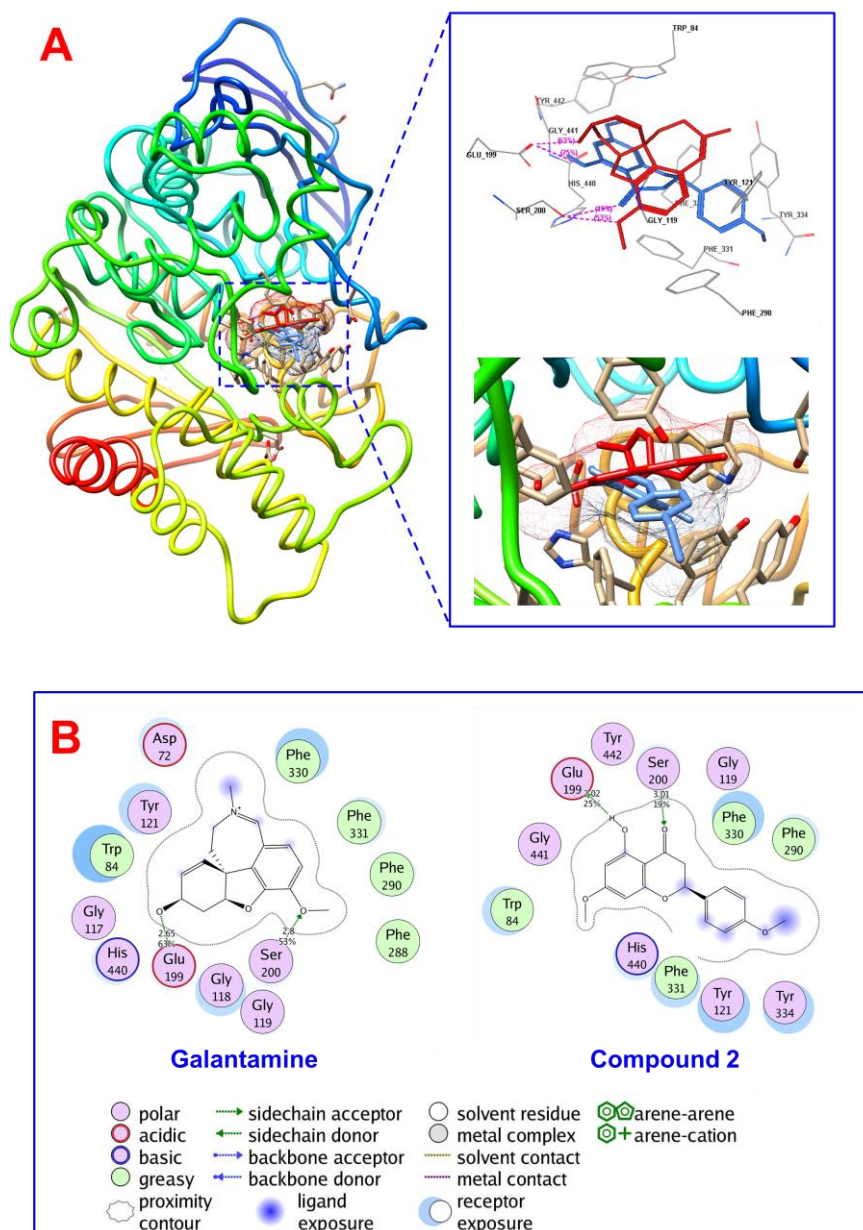 A
TRP_84
TYR_442
GLY_441
(63%)
(25%)
GLU_199
HIS_440
TYR_121
SER_200
(19%)
(53%)
GLY_119
TYR_334
PHE_331
PHE_290
B
Asp
72
Phe
330
Tyr
121
Phe
331
Trp
84
Phe
290
Gly
117
Phe
288
His
440
Glu
199
Gly
118
Gly
119
Ser
200
2.65
63%
2.8
53%
N+
O
O
O
Galantamine
Tyr
442
Ser
200
Gly
119
Glu
199
3.02
25%
3.01
19%
Phe
330
Phe
290
Gly
441
Trp
84
His
440
Phe
331
Tyr
121
Tyr
334
H
O
O
O
O
O
Compound 2
polar sidechain acceptor solvent residue arene-arene
acidic sidechain donor metal complex arene-cation
basic backbone acceptor solvent contact
greasy backbone donor metal contact
proximity contour ligand exposure receptor exposure